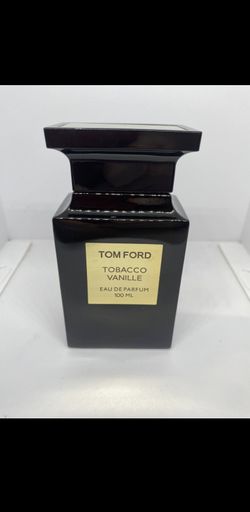 TOM FORD
TOBACCO
VANILLE
EAU DE PARFUM
100 ML